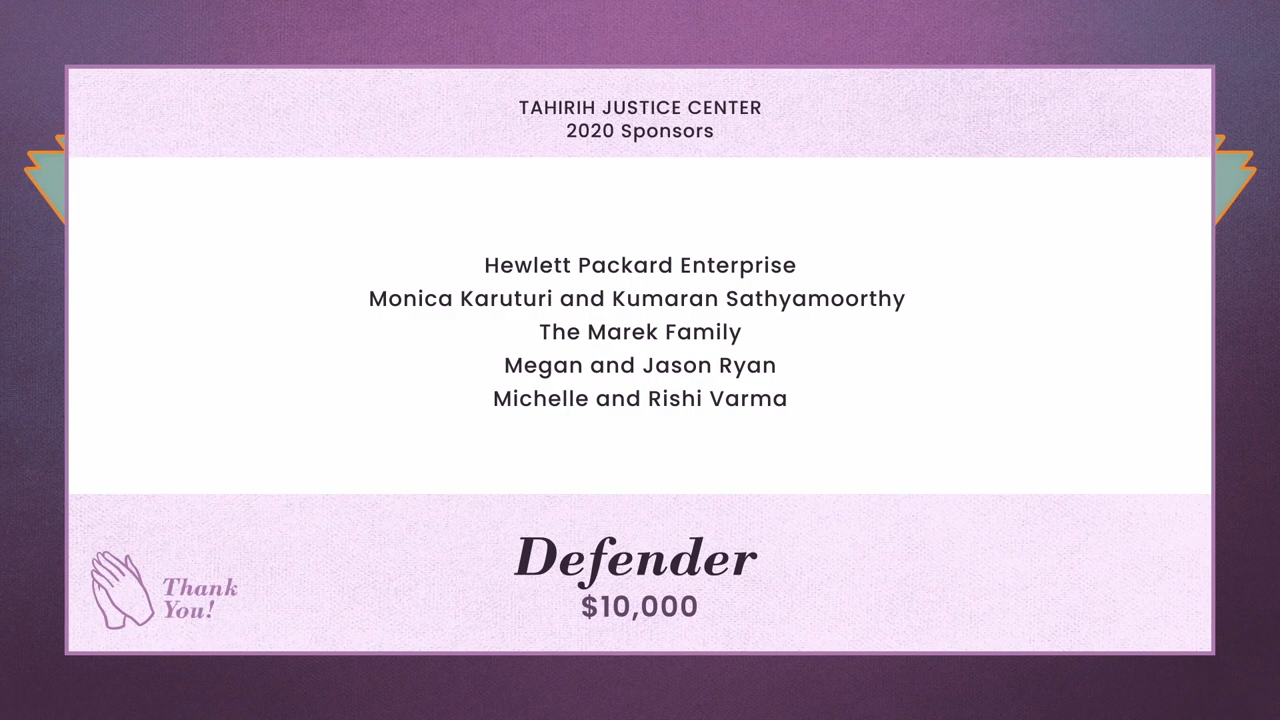 TAHIRIH JUSTICE CENTER
2020 Sponsors
Hewlett Packard Enterprise
Monica Karuturi and Kumaran Sathyamoorthy
The Marek Family
Megan and Jason Ryan
Michelle and Rishi Varma
Defender
$10,000
Thank
You!